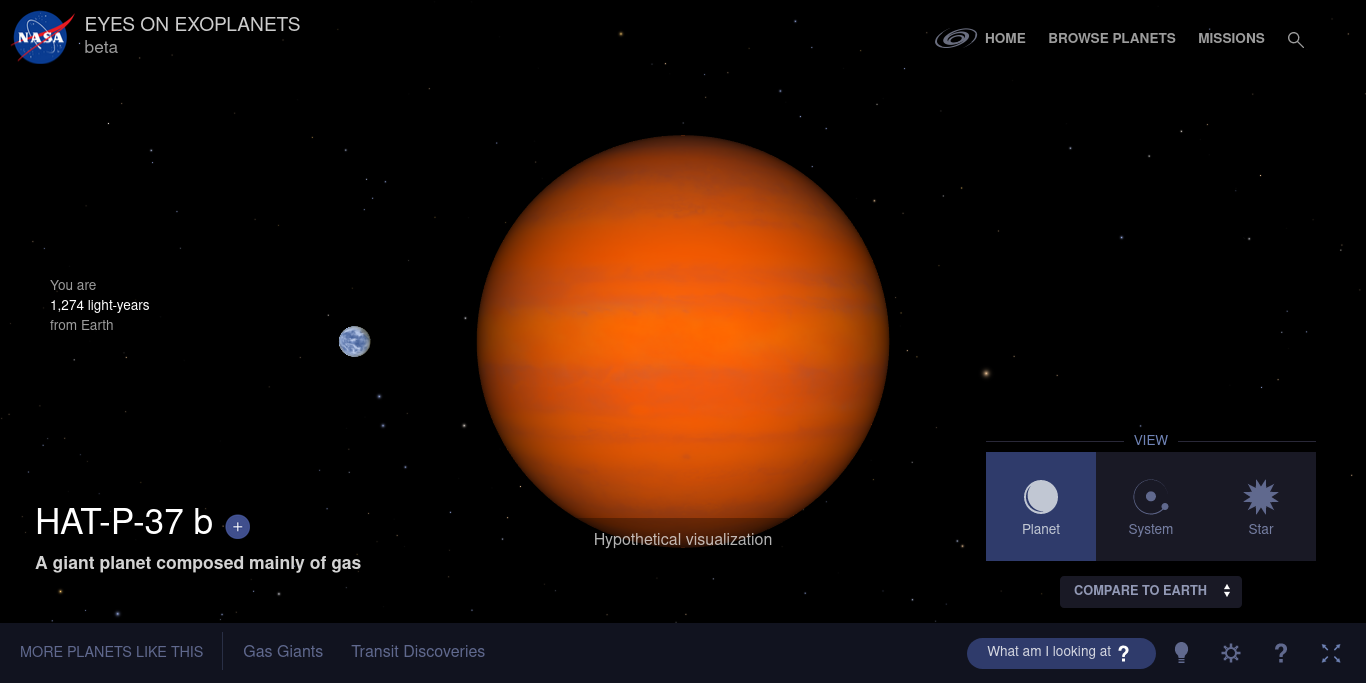 NASA
EYES ON EXOPLANETS
beta
HOME
BROWSE PLANETS
MISSIONS
You are
1,274 light-years
from Earth
HAT-P-37 b +
A giant planet composed mainly of gas
Hypothetical visualization
VIEW
Planet
System
Star
COMPARE TO EARTH
MORE PLANETS LIKE THIS
Gas Giants
Transit Discoveries
What am I looking at ?
?